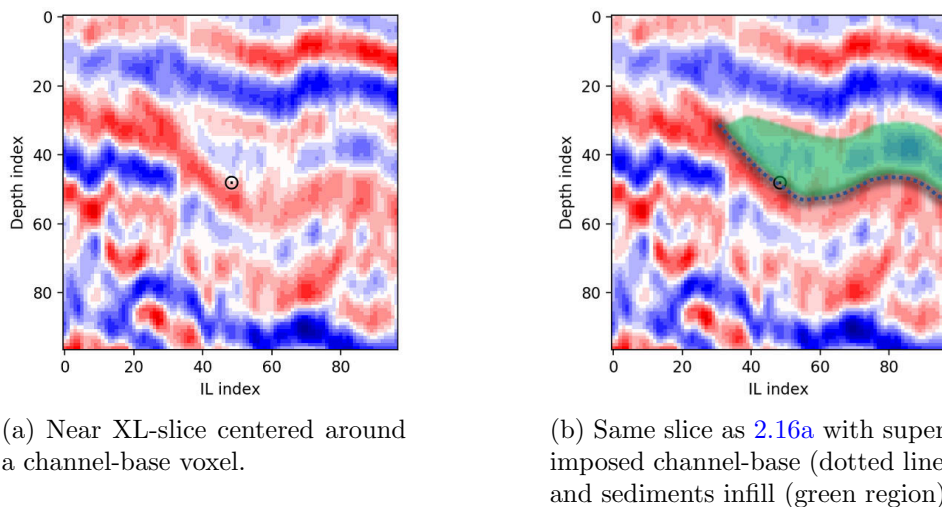 0
20
40
60
80
Depth index
0 20 40 60 80
IL index
(a) Near XL-slice centered around
a channel-base voxel.
0
20
40
60
80
Depth index
0 20 40 60 80
IL index
(b) Same slice as 2.16a with super
imposed channel-base (dotted line
and sediments infill (green region)